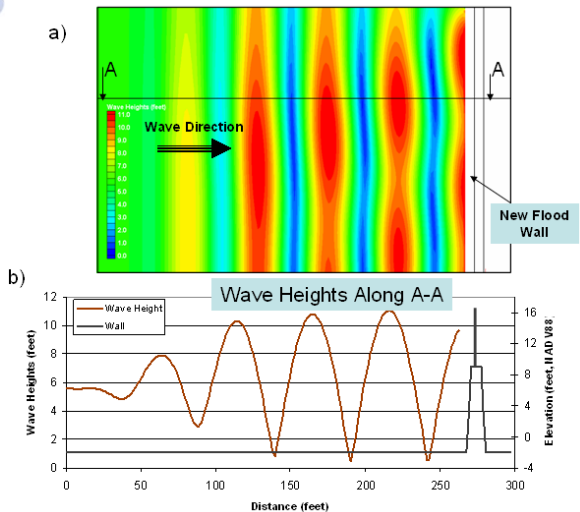 a)
A
A
Wave Heights (feet)
11.0
10.0
9.0
8.0
7.0
6.0
5.0
4.0
3.0
2.0
1.0
0.0
Wave Direction
New Flood
Wall
b)
Wave Heights Along A-A
Wave Height
Wall
12
10
8
6
4
2
0
Wave Heights (feet)
16
12
8
4
0
-4
Elevation (feet, NAD V88)
0
50
100
150
200
250
300
Distance (feet)